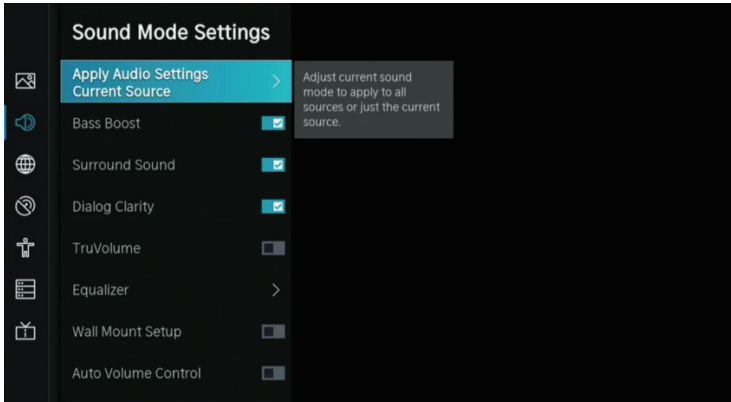 Sound Mode Settings
Apply Audio Settings
Current Source
Adjust current sound
mode to apply to all
sources or just the current
source.
Bass Boost
Surround Sound
Dialog Clarity
TruVolume
Equalizer
Wall Mount Setup
Auto Volume Control